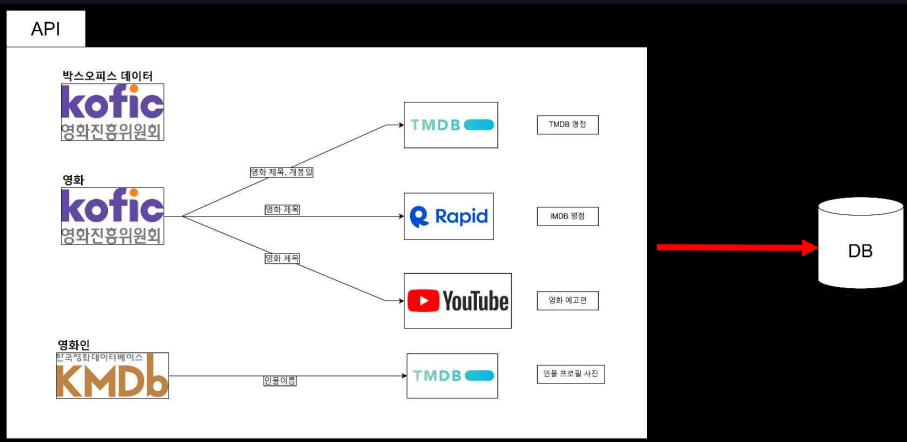 API
박스오피스 데이터
kofic
영화진흥위원회
TMDB
TMDB 평점
영화 제목, 개봉일
영화
kofic
영화진흥위원회
영화 제목
Rapid
IMDB 평점
DB
영화 제목
YouTube
영화 예고편
영화인
한국영화데이터베이스
KMDb
인물이름
TMDB
인물 프로필 사진